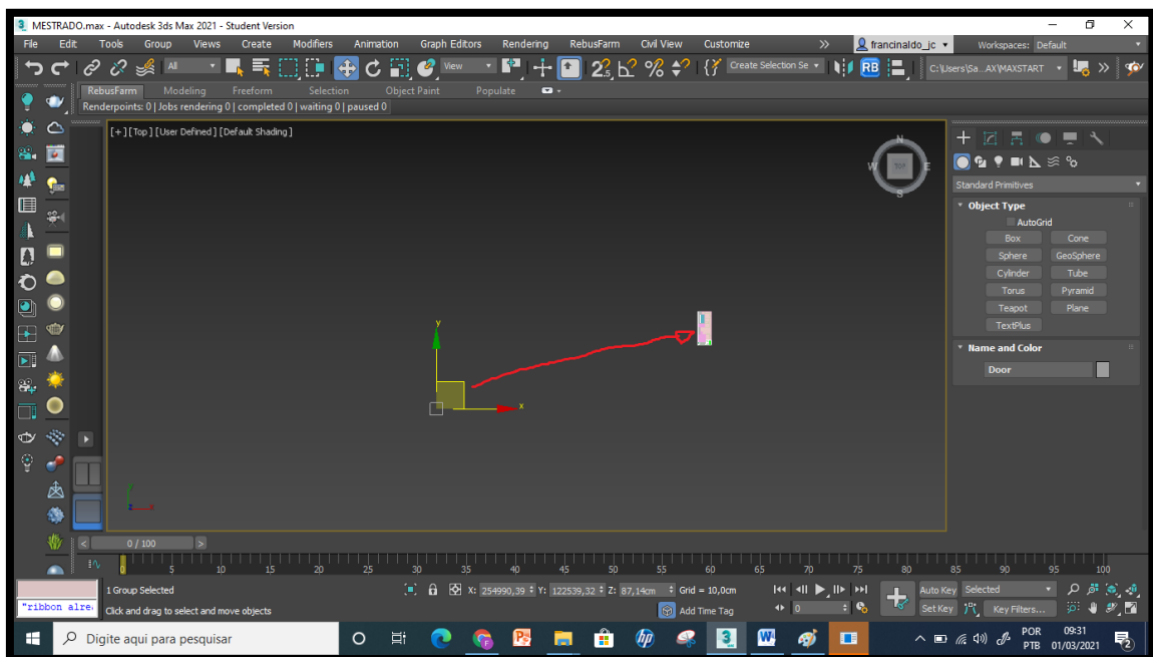 MESTRADO.max - Autodesk 3ds Max 2021 - Student Version
File Edit Tools Group Views Create Modifiers Animation Graph Editors Rendering RebusFarm Civil View Customize >> francinaldo_jc Workspaces: Default
All View Create Selection Se RB C:\Users\Sa...AX\MAXSTART >>
RebusFarm Modeling Freeform Selection Object Paint Populate
Renderpoints: 0 | Jobs rendering 0 | completed 0 | waiting 0 | paused 0
[+] [Top] [User Defined] [Default Shading]
N
W TOP E
S
Standard Primitives
Object Type
AutoGrid
Box Cone
Sphere GeoSphere
Cylinder Tube
Torus Pyramid
Teapot Plane
TextPlus
Name and Color
Door
y
x
0 / 100
0 5 10 15 20 25 30 35 40 45 50 55 60 65 70 75 80 85 90 95 100
1 Group Selected X: 254990,39 Y: 122539,32 Z: 87,14cm Grid = 10,0cm Auto Key Selected
"ribbon alre Click and drag to select and move objects Add Time Tag 0 Set Key Key Filters...
Digite aqui para pesquisar POR 09:31
PTB 01/03/2021